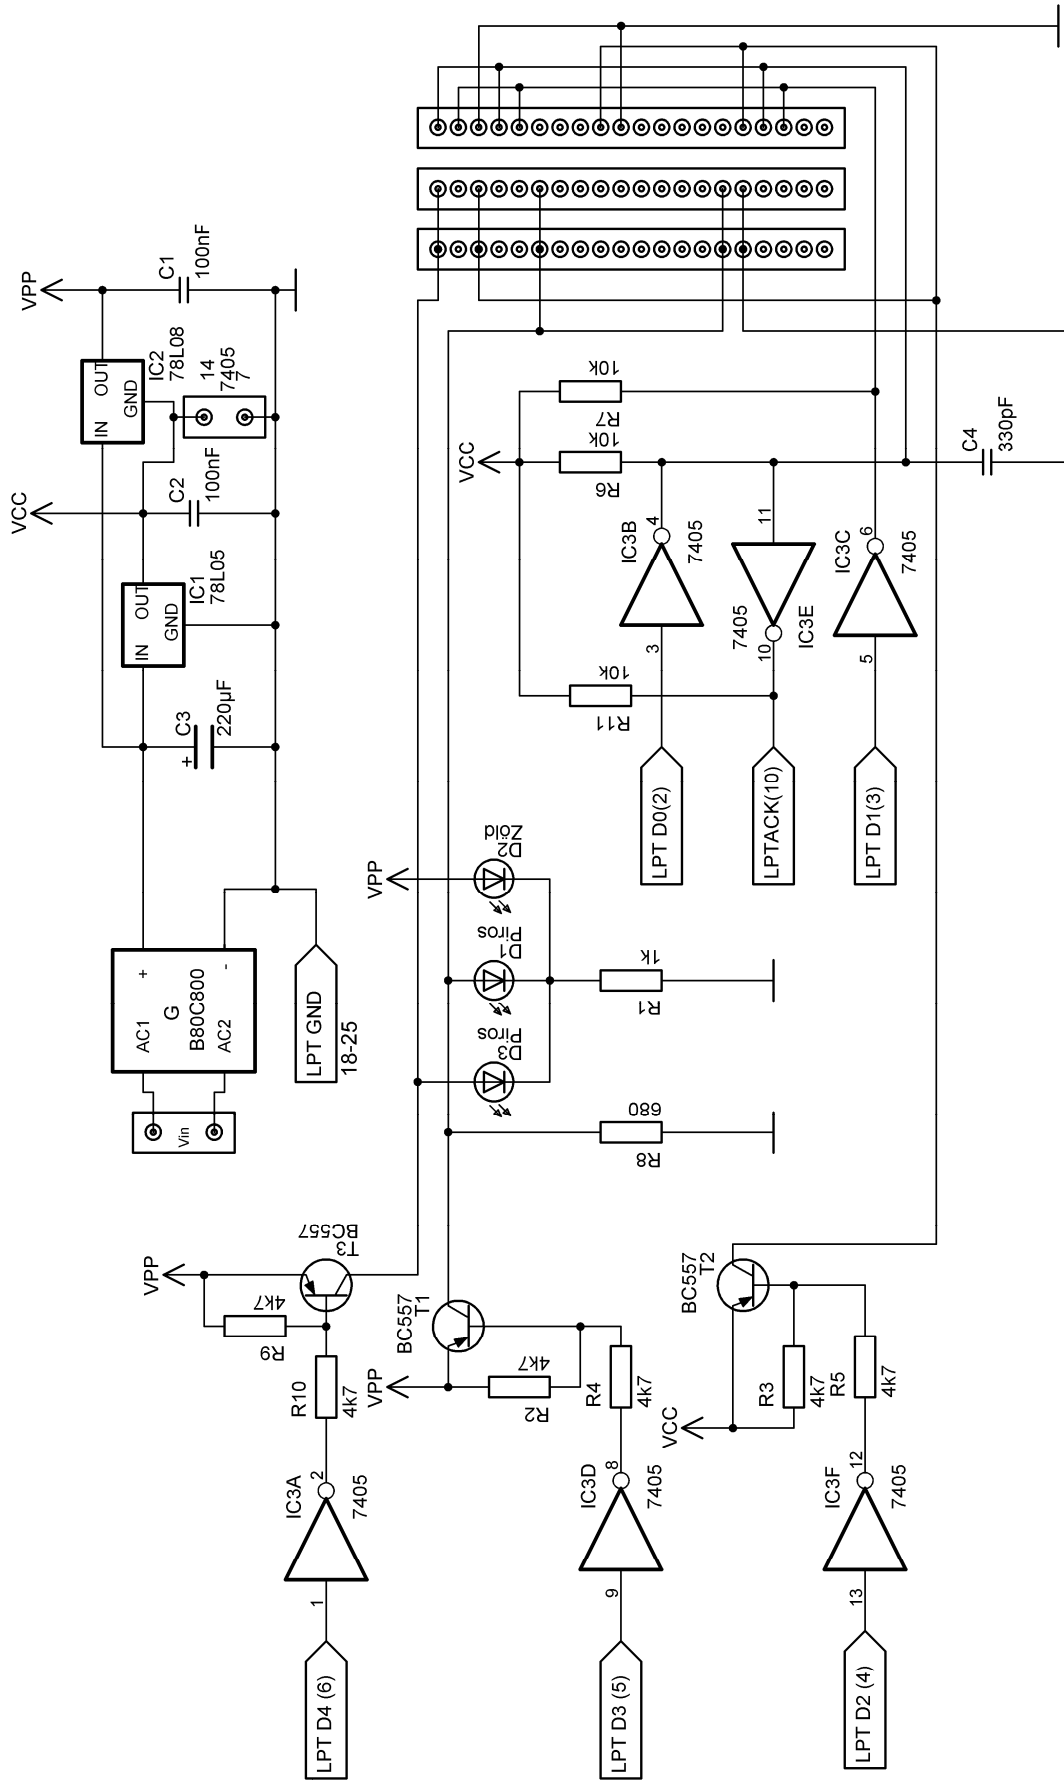 VPP
C1
100nF
IC2
78L08
IN
OUT
GND
14
7405
7
VCC
C2
100nF
IC1
78L05
IN
OUT
GND
C3
220µF
+
AC1
+
G
B80C800
AC2
-
Vin
LPT GND
18-25
VCC
R7
10k
R6
10k
R11
10k
C4
330pF
IC3B
3
4
7405
7405
10
11
IC3E
IC3C
5
6
7405
LPT D0(2)
LPTACK(10)
LPT D1(3)
VPP
D2
Zöld
D1
Piros
D3
Piros
R1
1k
R8
680
VPP
T3
BC557
R9
4k7
R10
4k7
IC3A
1
2
7405
LPT D4 (6)
VPP
BC557
T1
R2
4k7
R4
4k7
IC3D
9
8
7405
LPT D3 (5)
VCC
BC557
T2
R3
4k7
R5
4k7
IC3F
13
12
7405
LPT D2 (4)